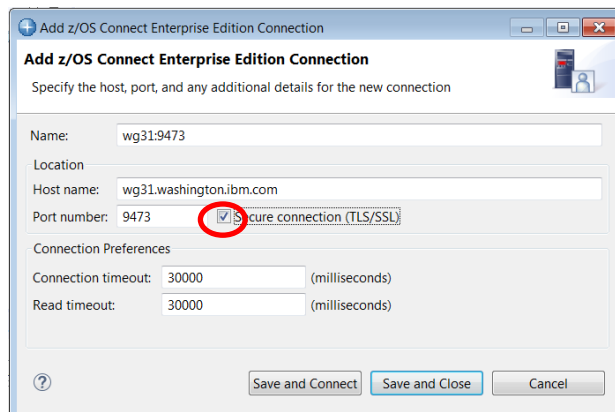 Add z/OS Connect Enterprise Edition Connection
Add z/OS Connect Enterprise Edition Connection
Specify the host, port, and any additional details for the new connection
Name: wg31:9473
Location
Host name: wg31.washington.ibm.com
Port number: 9473 Secure connection (TLS/SSL)
Connection Preferences
Connection timeout: 30000 (milliseconds)
Read timeout: 30000 (milliseconds)
? Save and Connect Save and Close Cancel